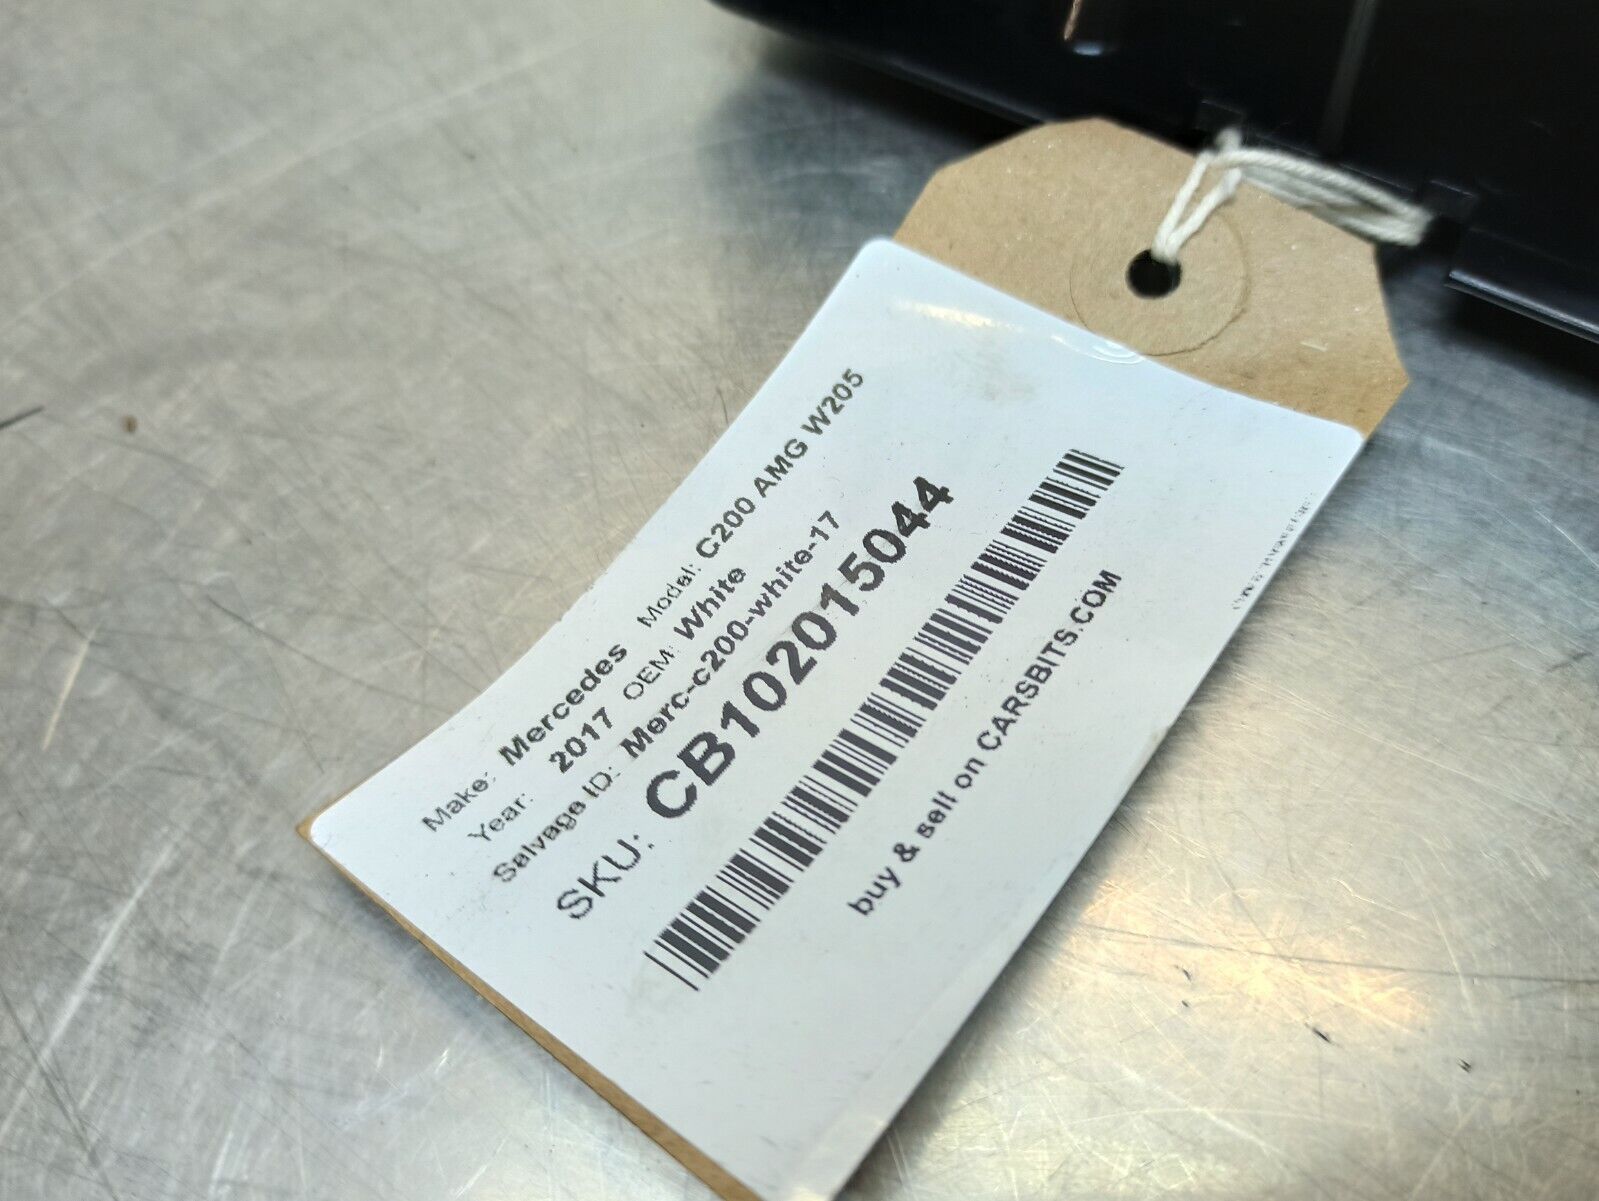 Make: Mercedes Model: C200 AMG W205
Year: 2017 OEM: White
Salvage ID: Merc-c200-white-17
SKU: CB102015044
buy & sell on CARSBITS.COM